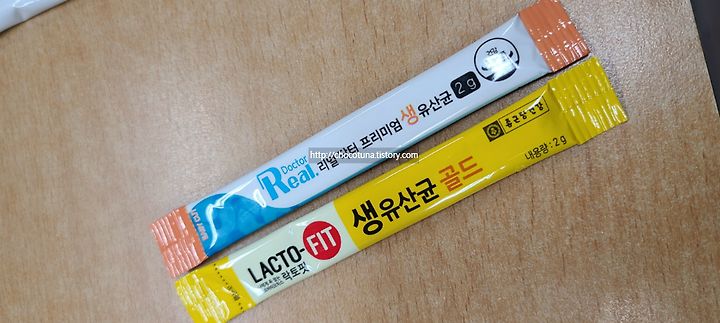 Doctor
Real.
리얼닥터 프리미엄 생 유산균 2g
http://chocotuna.tistory.com
LACTO-FIT
락토핏
생유산균 골드
종근당건강
내용량 : 2g